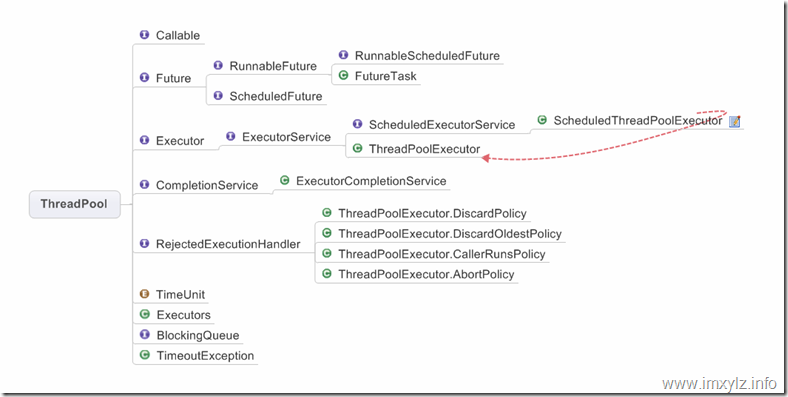 ThreadPool
I Callable
I Future
I RunnableFuture
I RunnableScheduledFuture
C FutureTask
I ScheduledFuture
I Executor
I ExecutorService
I ScheduledExecutorService
C ScheduledThreadPoolExecutor
C ThreadPoolExecutor
I CompletionService
C ExecutorCompletionService
I RejectedExecutionHandler
C ThreadPoolExecutor.DiscardPolicy
C ThreadPoolExecutor.DiscardOldestPolicy
C ThreadPoolExecutor.CallerRunsPolicy
C ThreadPoolExecutor.AbortPolicy
E TimeUnit
C Executors
I BlockingQueue
C TimeoutException
www.imxylz.info